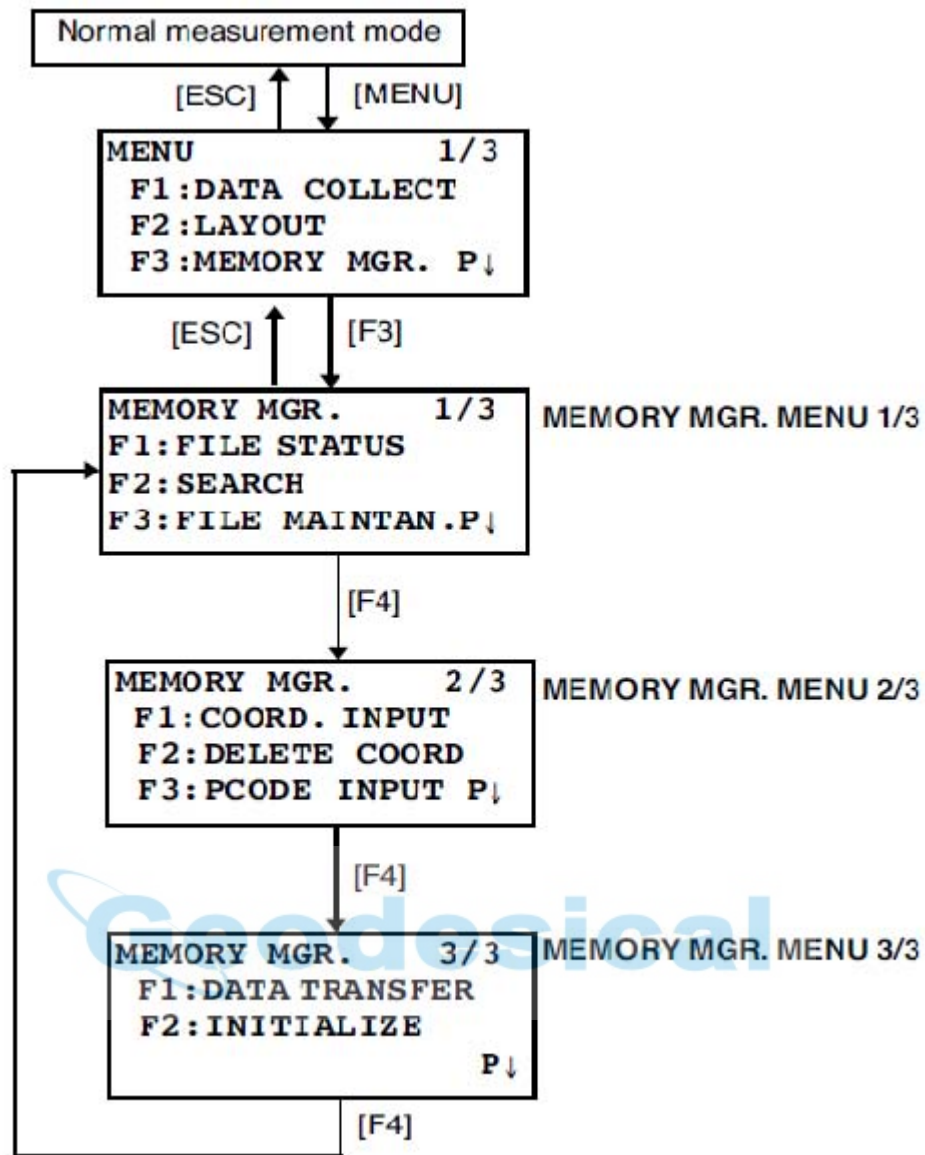 Normal measurement mode
[ESC] [MENU]
MENU 1/3
F1:DATA COLLECT
F2:LAYOUT
F3:MEMORY MGR. P↓
[ESC] [F3]
MEMORY MGR. 1/3 MEMORY MGR. MENU 1/3
F1:FILE STATUS
F2:SEARCH
F3:FILE MAINTAN.P↓
[F4]
MEMORY MGR. 2/3 MEMORY MGR. MENU 2/3
F1:COORD. INPUT
F2:DELETE COORD
F3:PCODE INPUT P↓
[F4]
Geodesical
MEMORY MGR. 3/3 MEMORY MGR. MENU 3/3
F1:DATA TRANSFER
F2:INITIALIZE
P↓
[F4]